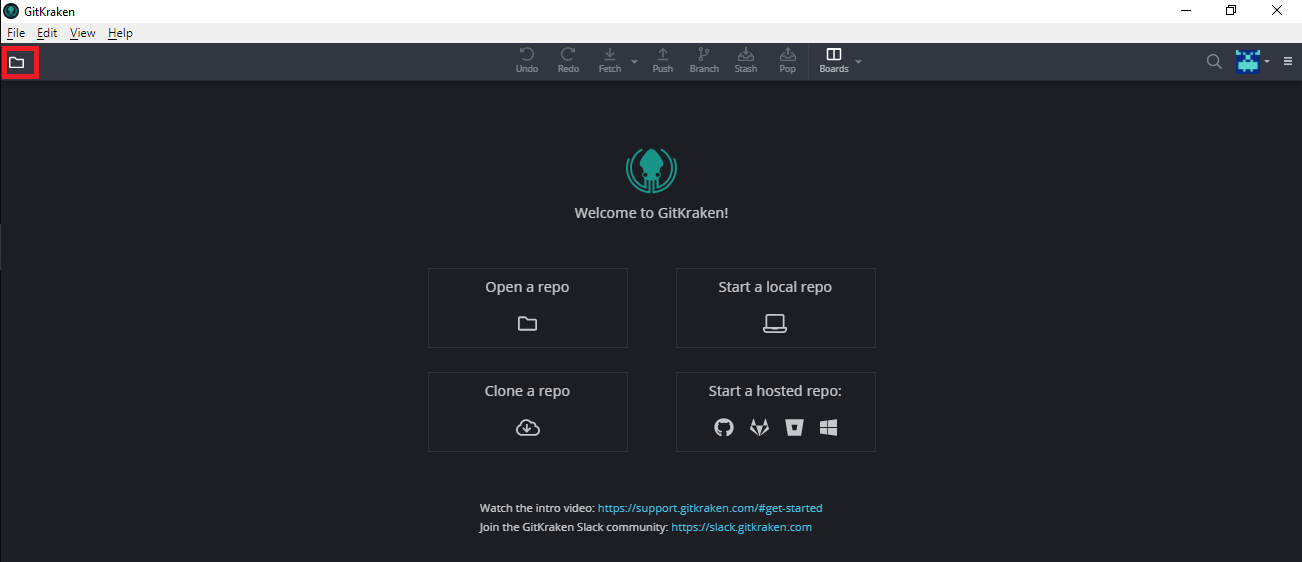 GitKraken
File Edit View Help
Undo Redo Fetch Push Branch Stash Pop Boards
Welcome to GitKraken!
Open a repo Start a local repo
Clone a repo Start a hosted repo:
Watch the intro video: https://support.gitkraken.com/#get-started
Join the GitKraken Slack community: https://slack.gitkraken.com